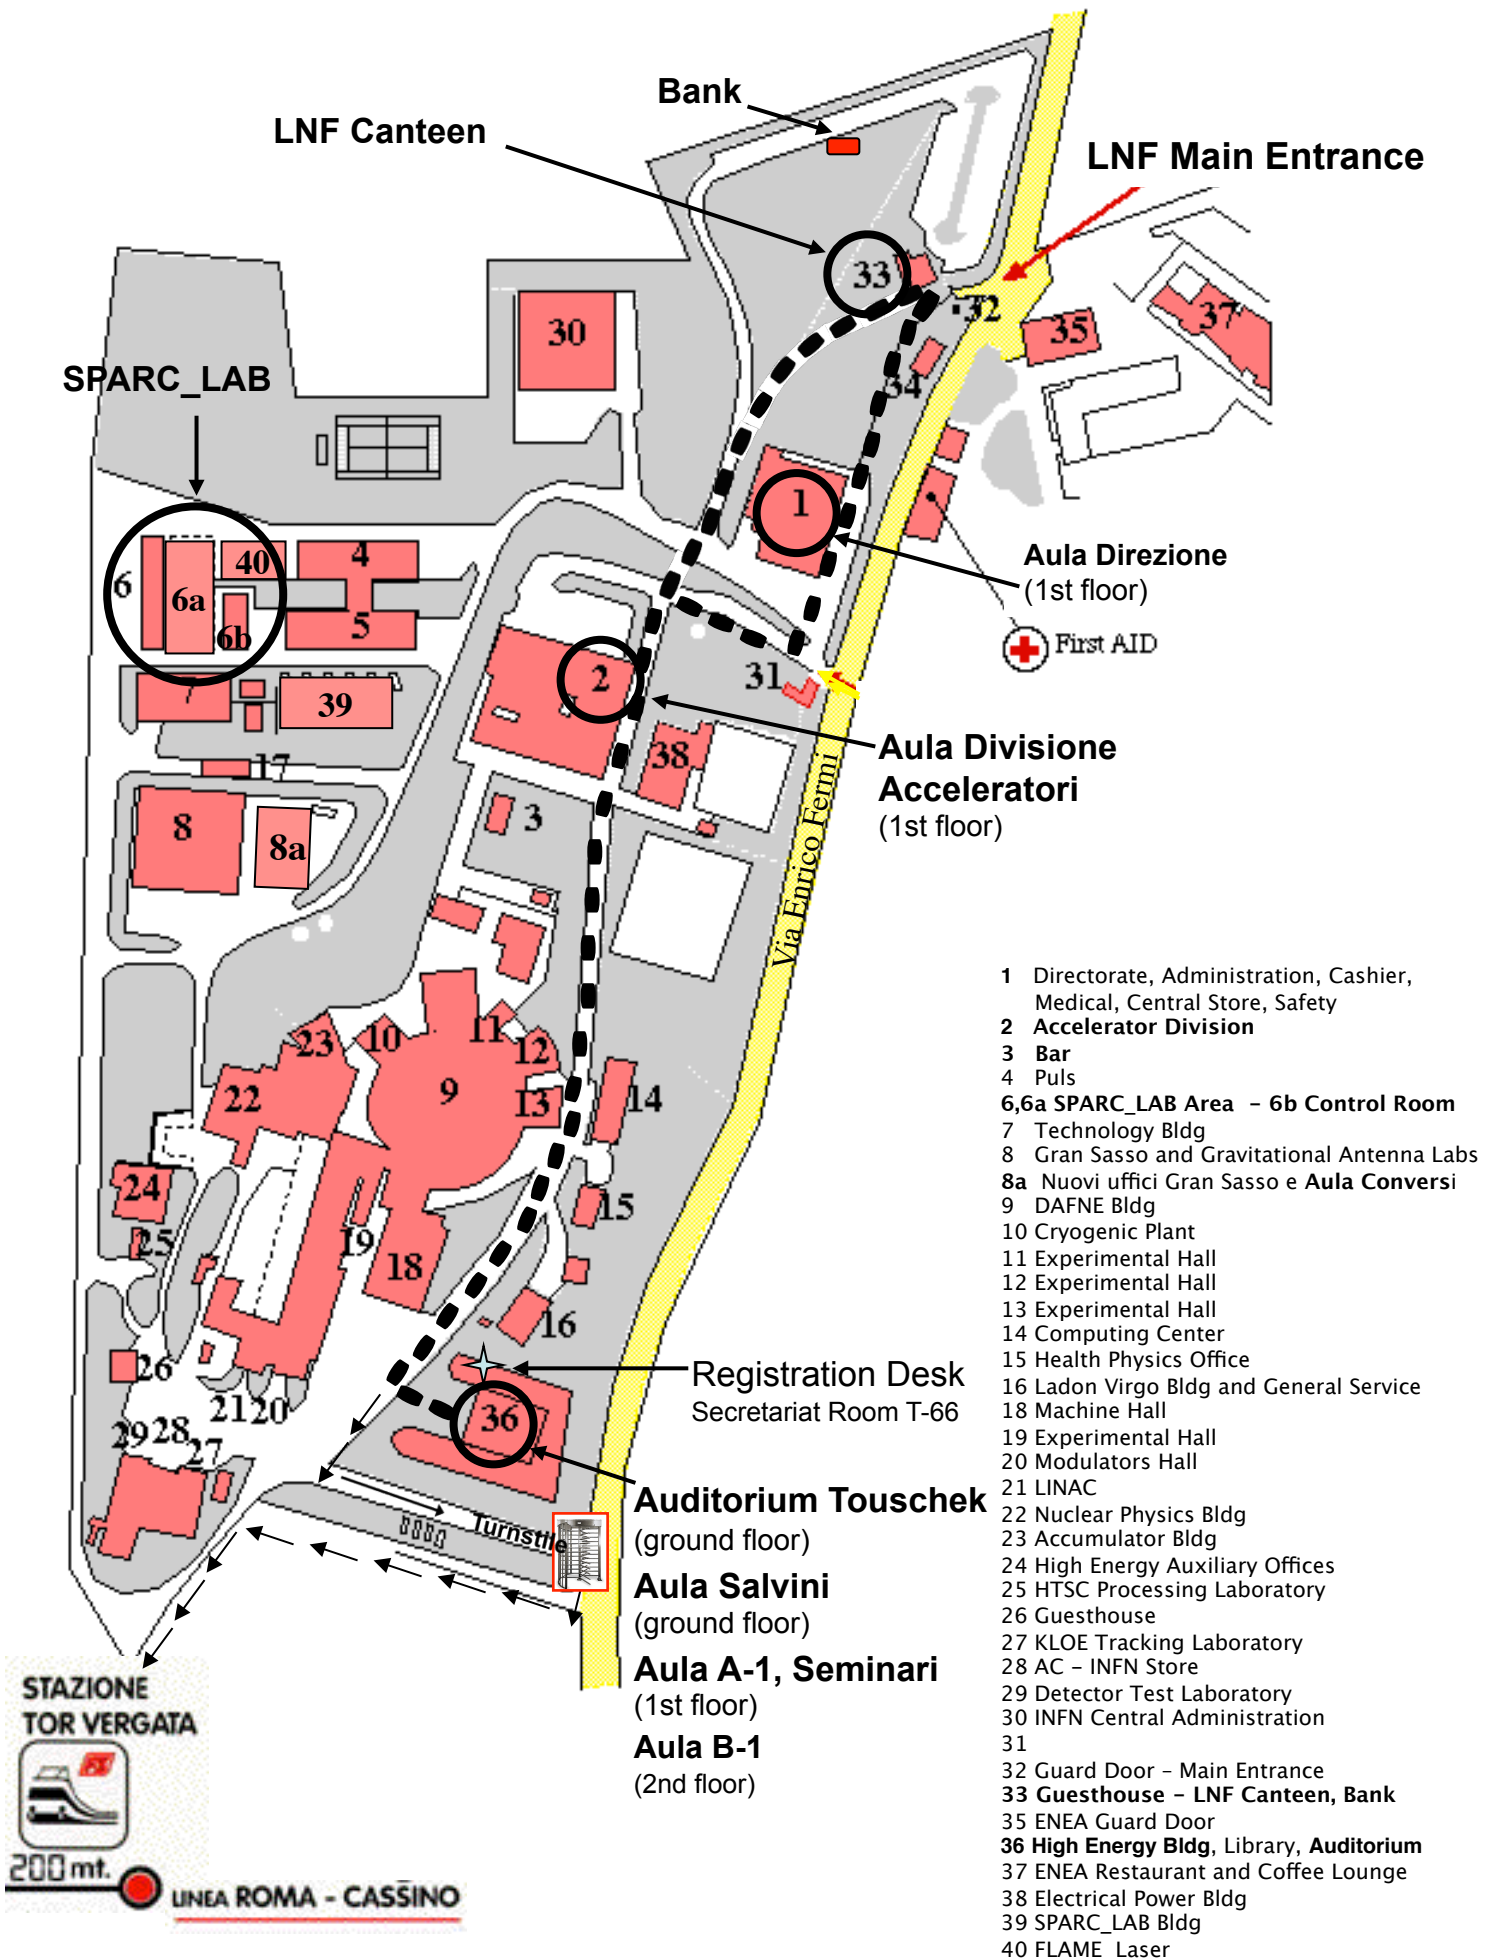 Bank
LNF Canteen
LNF Main Entrance
33
32
37
35
30
34
SPARC_LAB
1
Aula Direzione
(1st floor)
6
6a
40
4
6b
5
First AID
2
31
7
39
38
Aula Divisione
Acceleratori
(1st floor)
17
3
8
8a
Via Enrico Fermi
23
10
11
12
9
22
13
14
24
15
25
19
18
16
26
Registration Desk
Secretariat Room T-66
21
20
36
29
28
27
Turnstile
Auditorium Touschek
(ground floor)
Aula Salvini
(ground floor)
Aula A-1, Seminari
(1st floor)
Aula B-1
(2nd floor)
STAZIONE
TOR VERGATA
200 mt.
LINEA ROMA - CASSINO
1 Directorate, Administration, Cashier,
Medical, Central Store, Safety
2 Accelerator Division
3 Bar
4 Puls
6,6a SPARC_LAB Area – 6b Control Room
7 Technology Bldg
8 Gran Sasso and Gravitational Antenna Labs
8a Nuovi uffici Gran Sasso e Aula Conversi
9 DAFNE Bldg
10 Cryogenic Plant
11 Experimental Hall
12 Experimental Hall
13 Experimental Hall
14 Computing Center
15 Health Physics Office
16 Ladon Virgo Bldg and General Service
18 Machine Hall
19 Experimental Hall
20 Modulators Hall
21 LINAC
22 Nuclear Physics Bldg
23 Accumulator Bldg
24 High Energy Auxiliary Offices
25 HTSC Processing Laboratory
26 Guesthouse
27 KLOE Tracking Laboratory
28 AC – INFN Store
29 Detector Test Laboratory
30 INFN Central Administration
31
32 Guard Door – Main Entrance
33 Guesthouse – LNF Canteen, Bank
35 ENEA Guard Door
36 High Energy Bldg, Library, Auditorium
37 ENEA Restaurant and Coffee Lounge
38 Electrical Power Bldg
39 SPARC_LAB Bldg
40 FLAME Laser